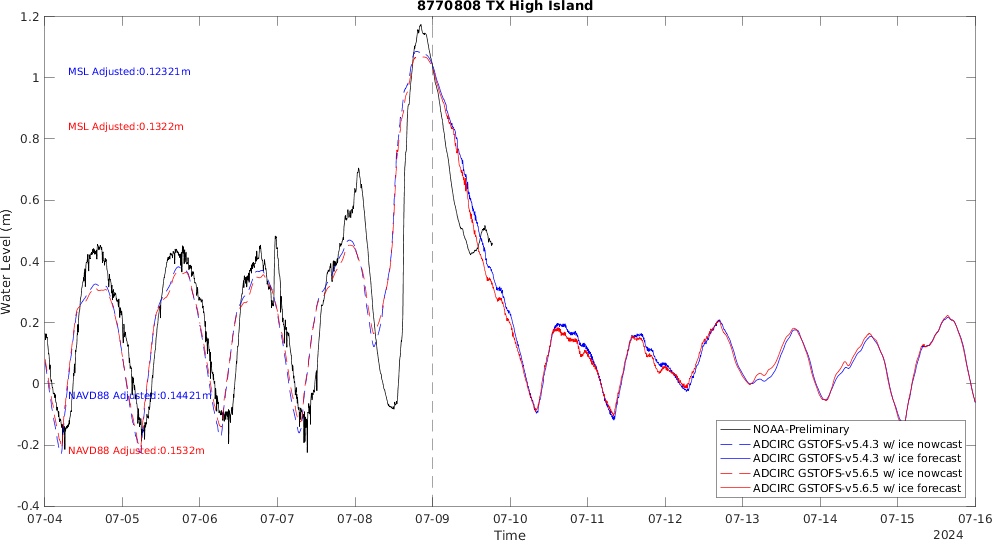 8770808 TX High Island
1.2
1
0.8
0.6
0.4
0.2
0
-0.2
-0.4
Water Level (m)
MSL Adjusted:0.12321m
MSL Adjusted:0.1322m
NAVD88 Adjusted:0.14421m
NAVD88 Adjusted:0.1532m
NOAA-Preliminary
ADCIRC GSTOFS-v5.4.3 w/ ice nowcast
ADCIRC GSTOFS-v5.4.3 w/ ice forecast
ADCIRC GSTOFS-v5.6.5 w/ ice nowcast
ADCIRC GSTOFS-v5.6.5 w/ ice forecast
07-04 07-05 07-06 07-07 07-08 07-09 07-10 07-11 07-12 07-13 07-14 07-15 07-16
Time
2024